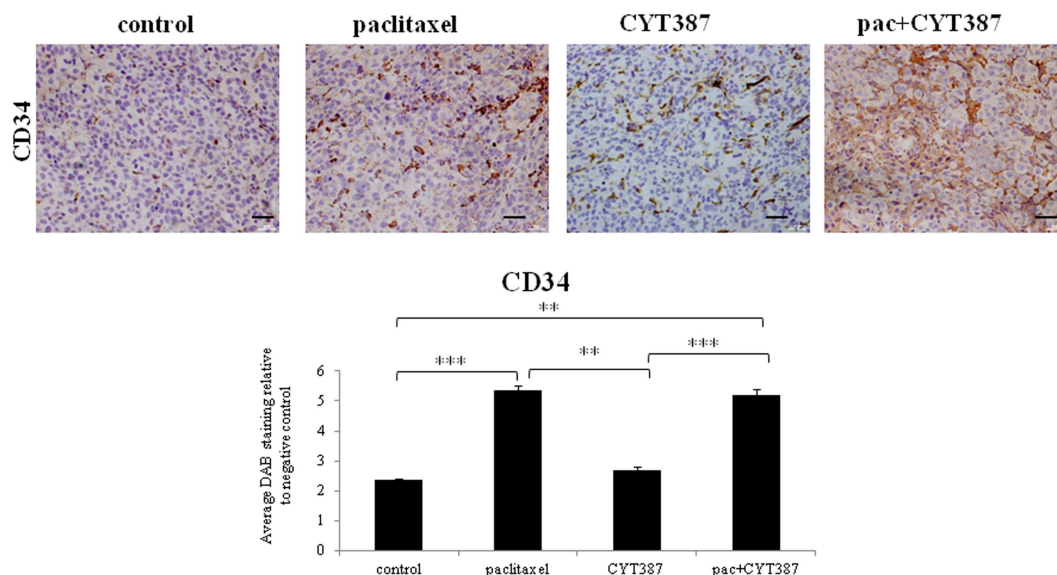 control paclitaxel CYT387 pac+CYT387
CD34
CD34
**
*** ** ***
Average DAB staining relative
to negative control
6
5
4
3
2
1
0
control paclitaxel CYT387 pac+CYT387